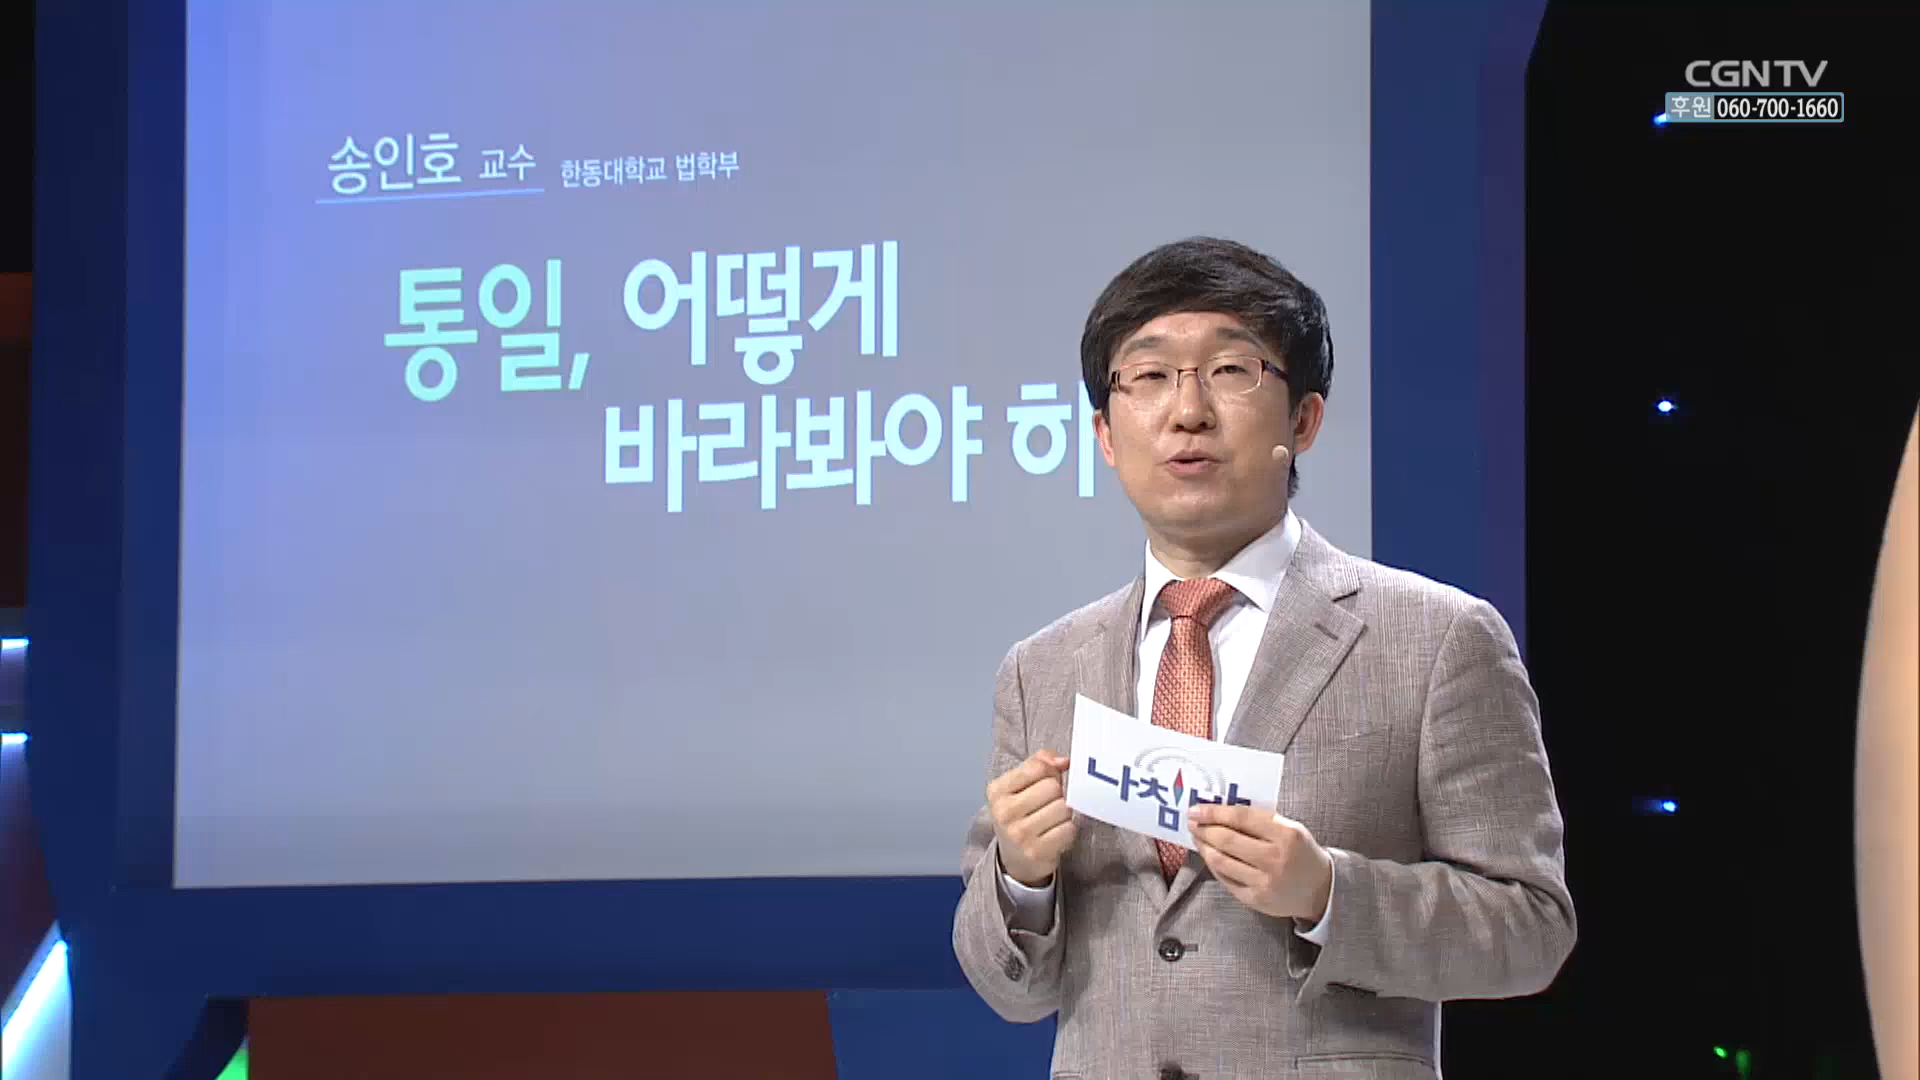 CGNTV
후원 060-700-1660
송인호 교수 한동대학교 법학부
통일, 어떻게
바라봐야 하
나침반